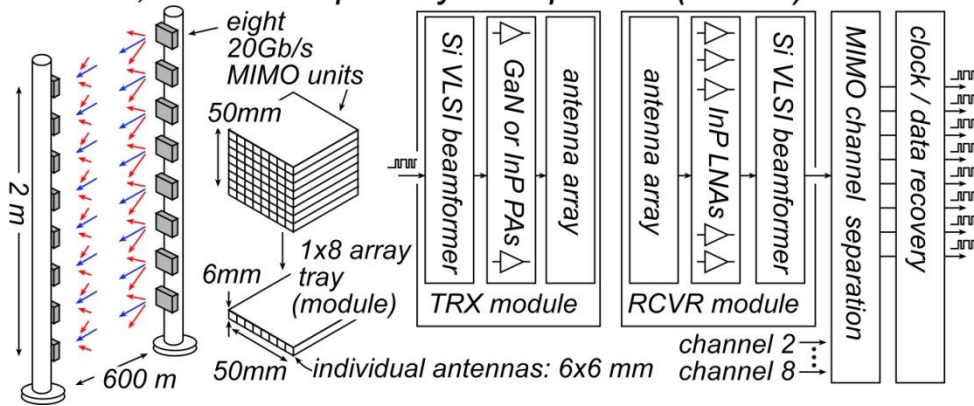 eight
20Gb/s
MIMO units
50mm
2 m
600 m
1x8 array
tray
(module)
6mm
50mm
individual antennas: 6x6 mm
Si VLSI beamformer
GaN or InP PAs
antenna array
TRX module
antenna array
InP LNAs
Si VLSI beamformer
RCVR module
channel 2
channel 8
MIMO channel separation
clock / data recovery